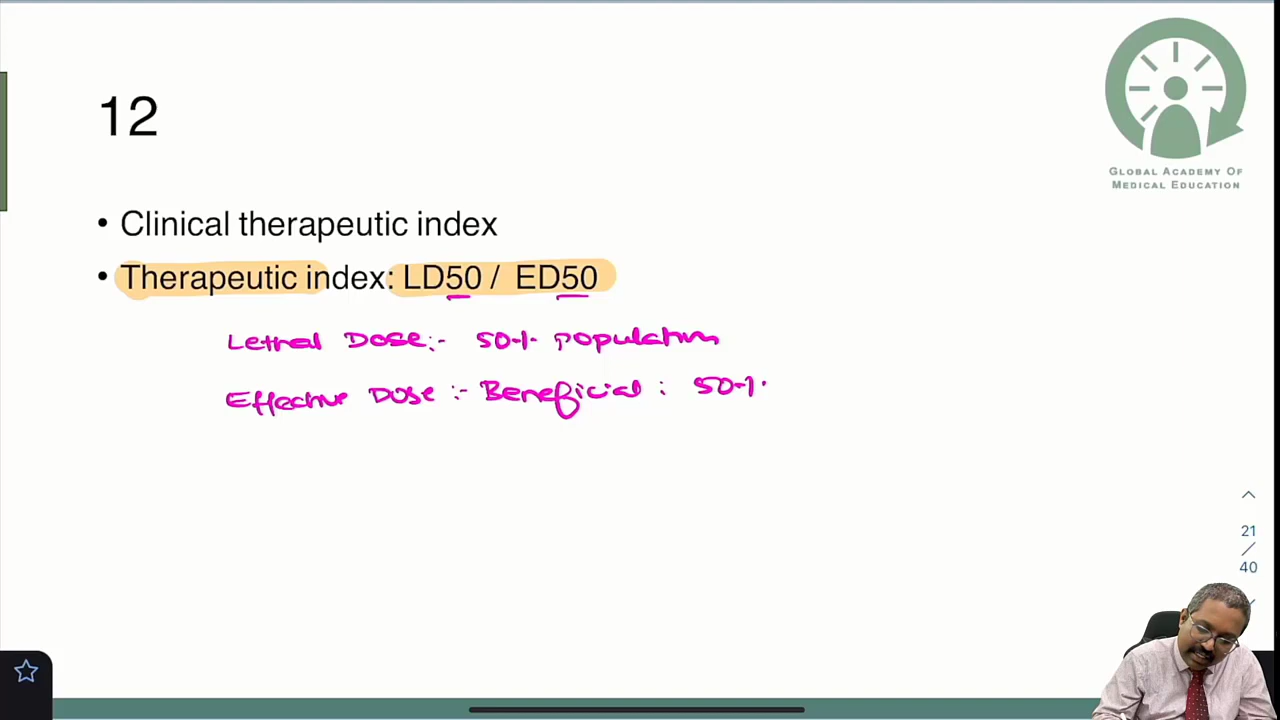 12
GLOBAL ACADEMY OF
MEDICAL EDUCATION
• Clinical therapeutic index
• Therapeutic index: LD50 / ED50
Lethal Dose:- 50% population
Effective Dose :- Beneficial : 50%
21
/
40